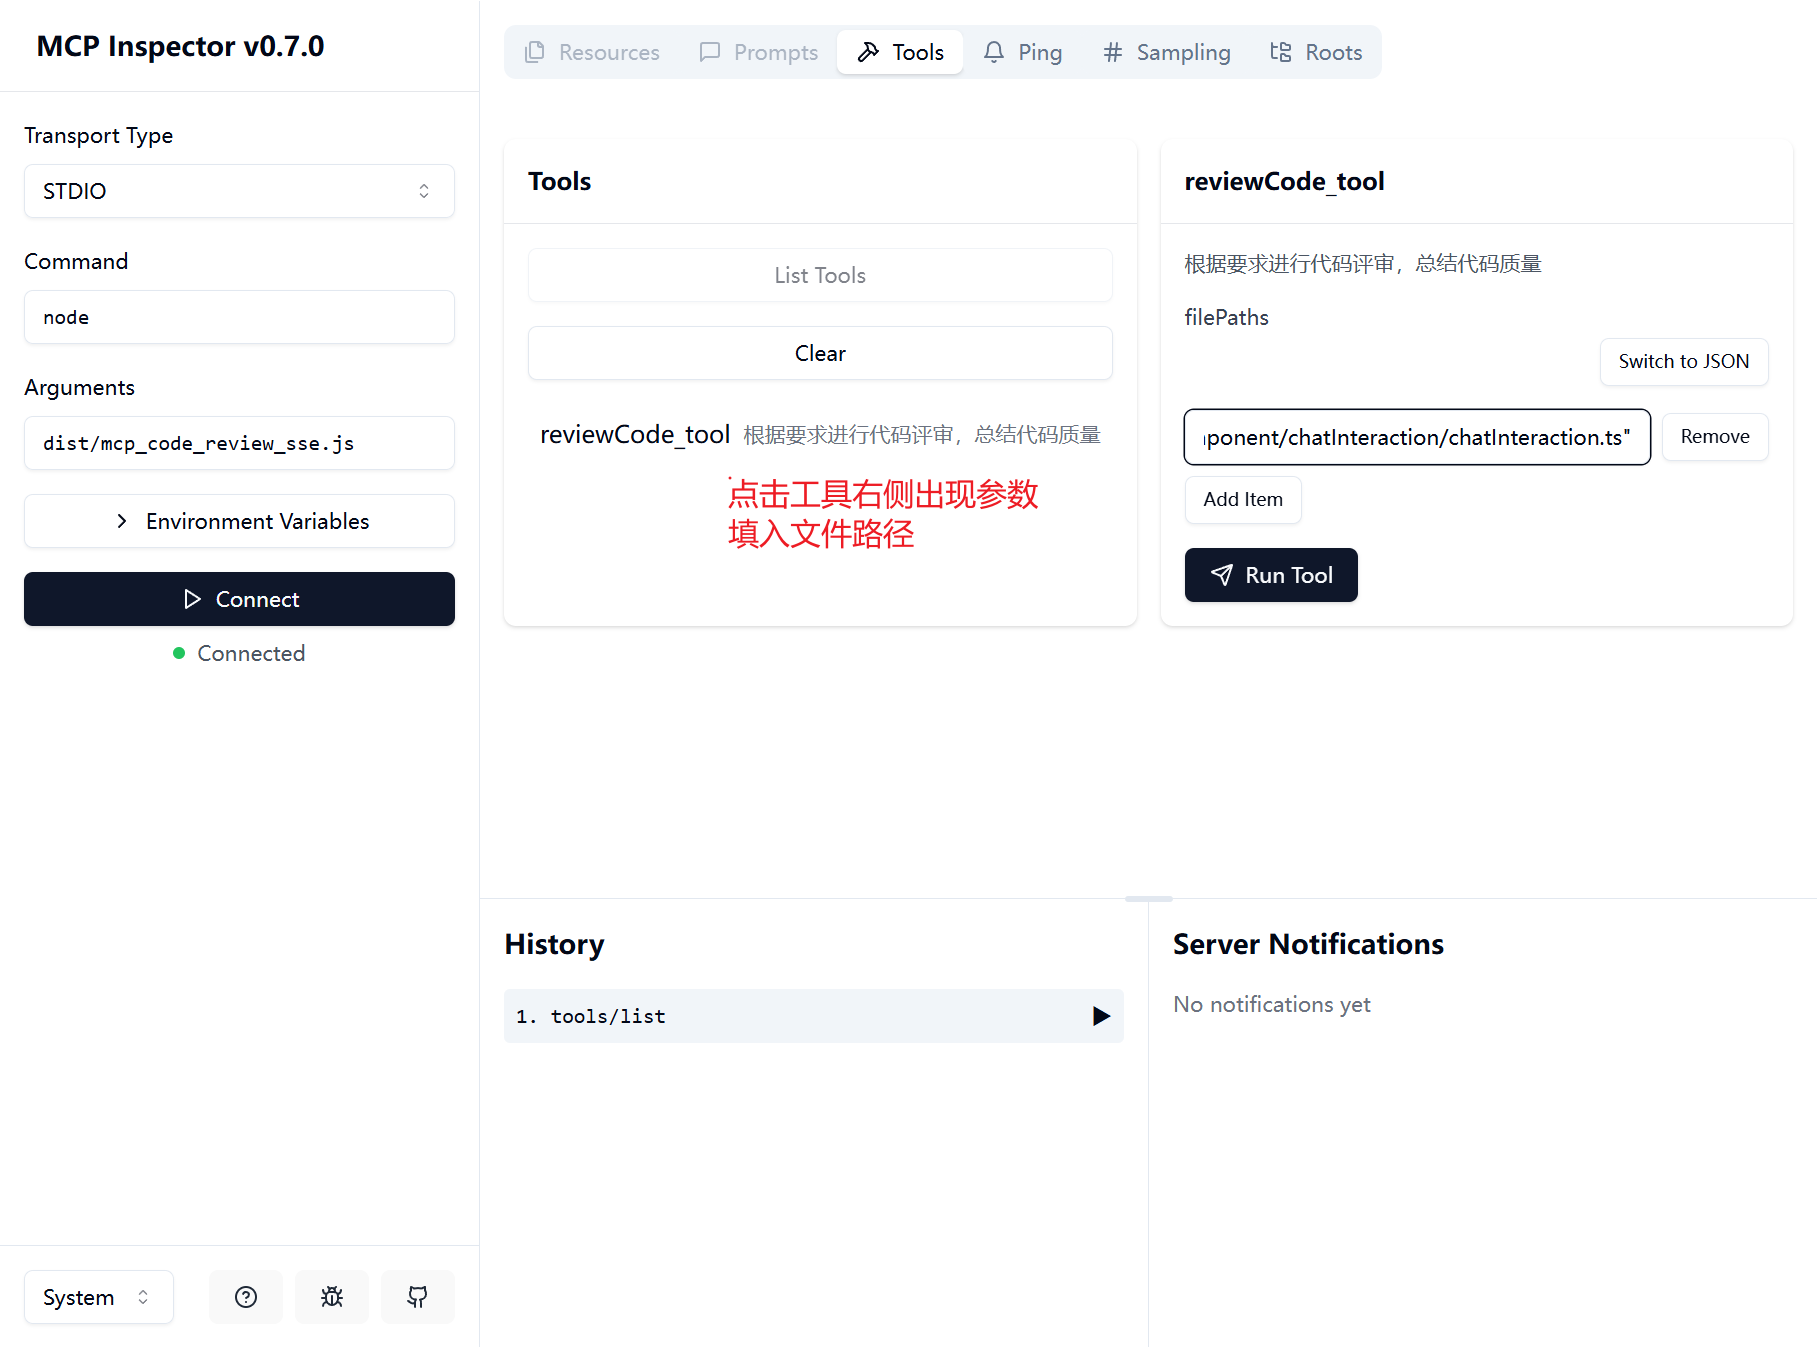 MCP Inspector v0.7.0
Transport Type
STDIO
Command
node
Arguments
dist/mcp_code_review_sse.js
Environment Variables
Connect
Connected
System
Resources
Prompts
Tools
Ping
Sampling
Roots
Tools
List Tools
Clear
reviewCode_tool 根据要求进行代码评审，总结代码质量
点击工具右侧出现参数
填入文件路径
reviewCode_tool
根据要求进行代码评审，总结代码质量
filePaths
Switch to JSON
ponent/chatInteraction/chatInteraction.ts"
Remove
Add Item
Run Tool
History
1. tools/list
Server Notifications
No notifications yet